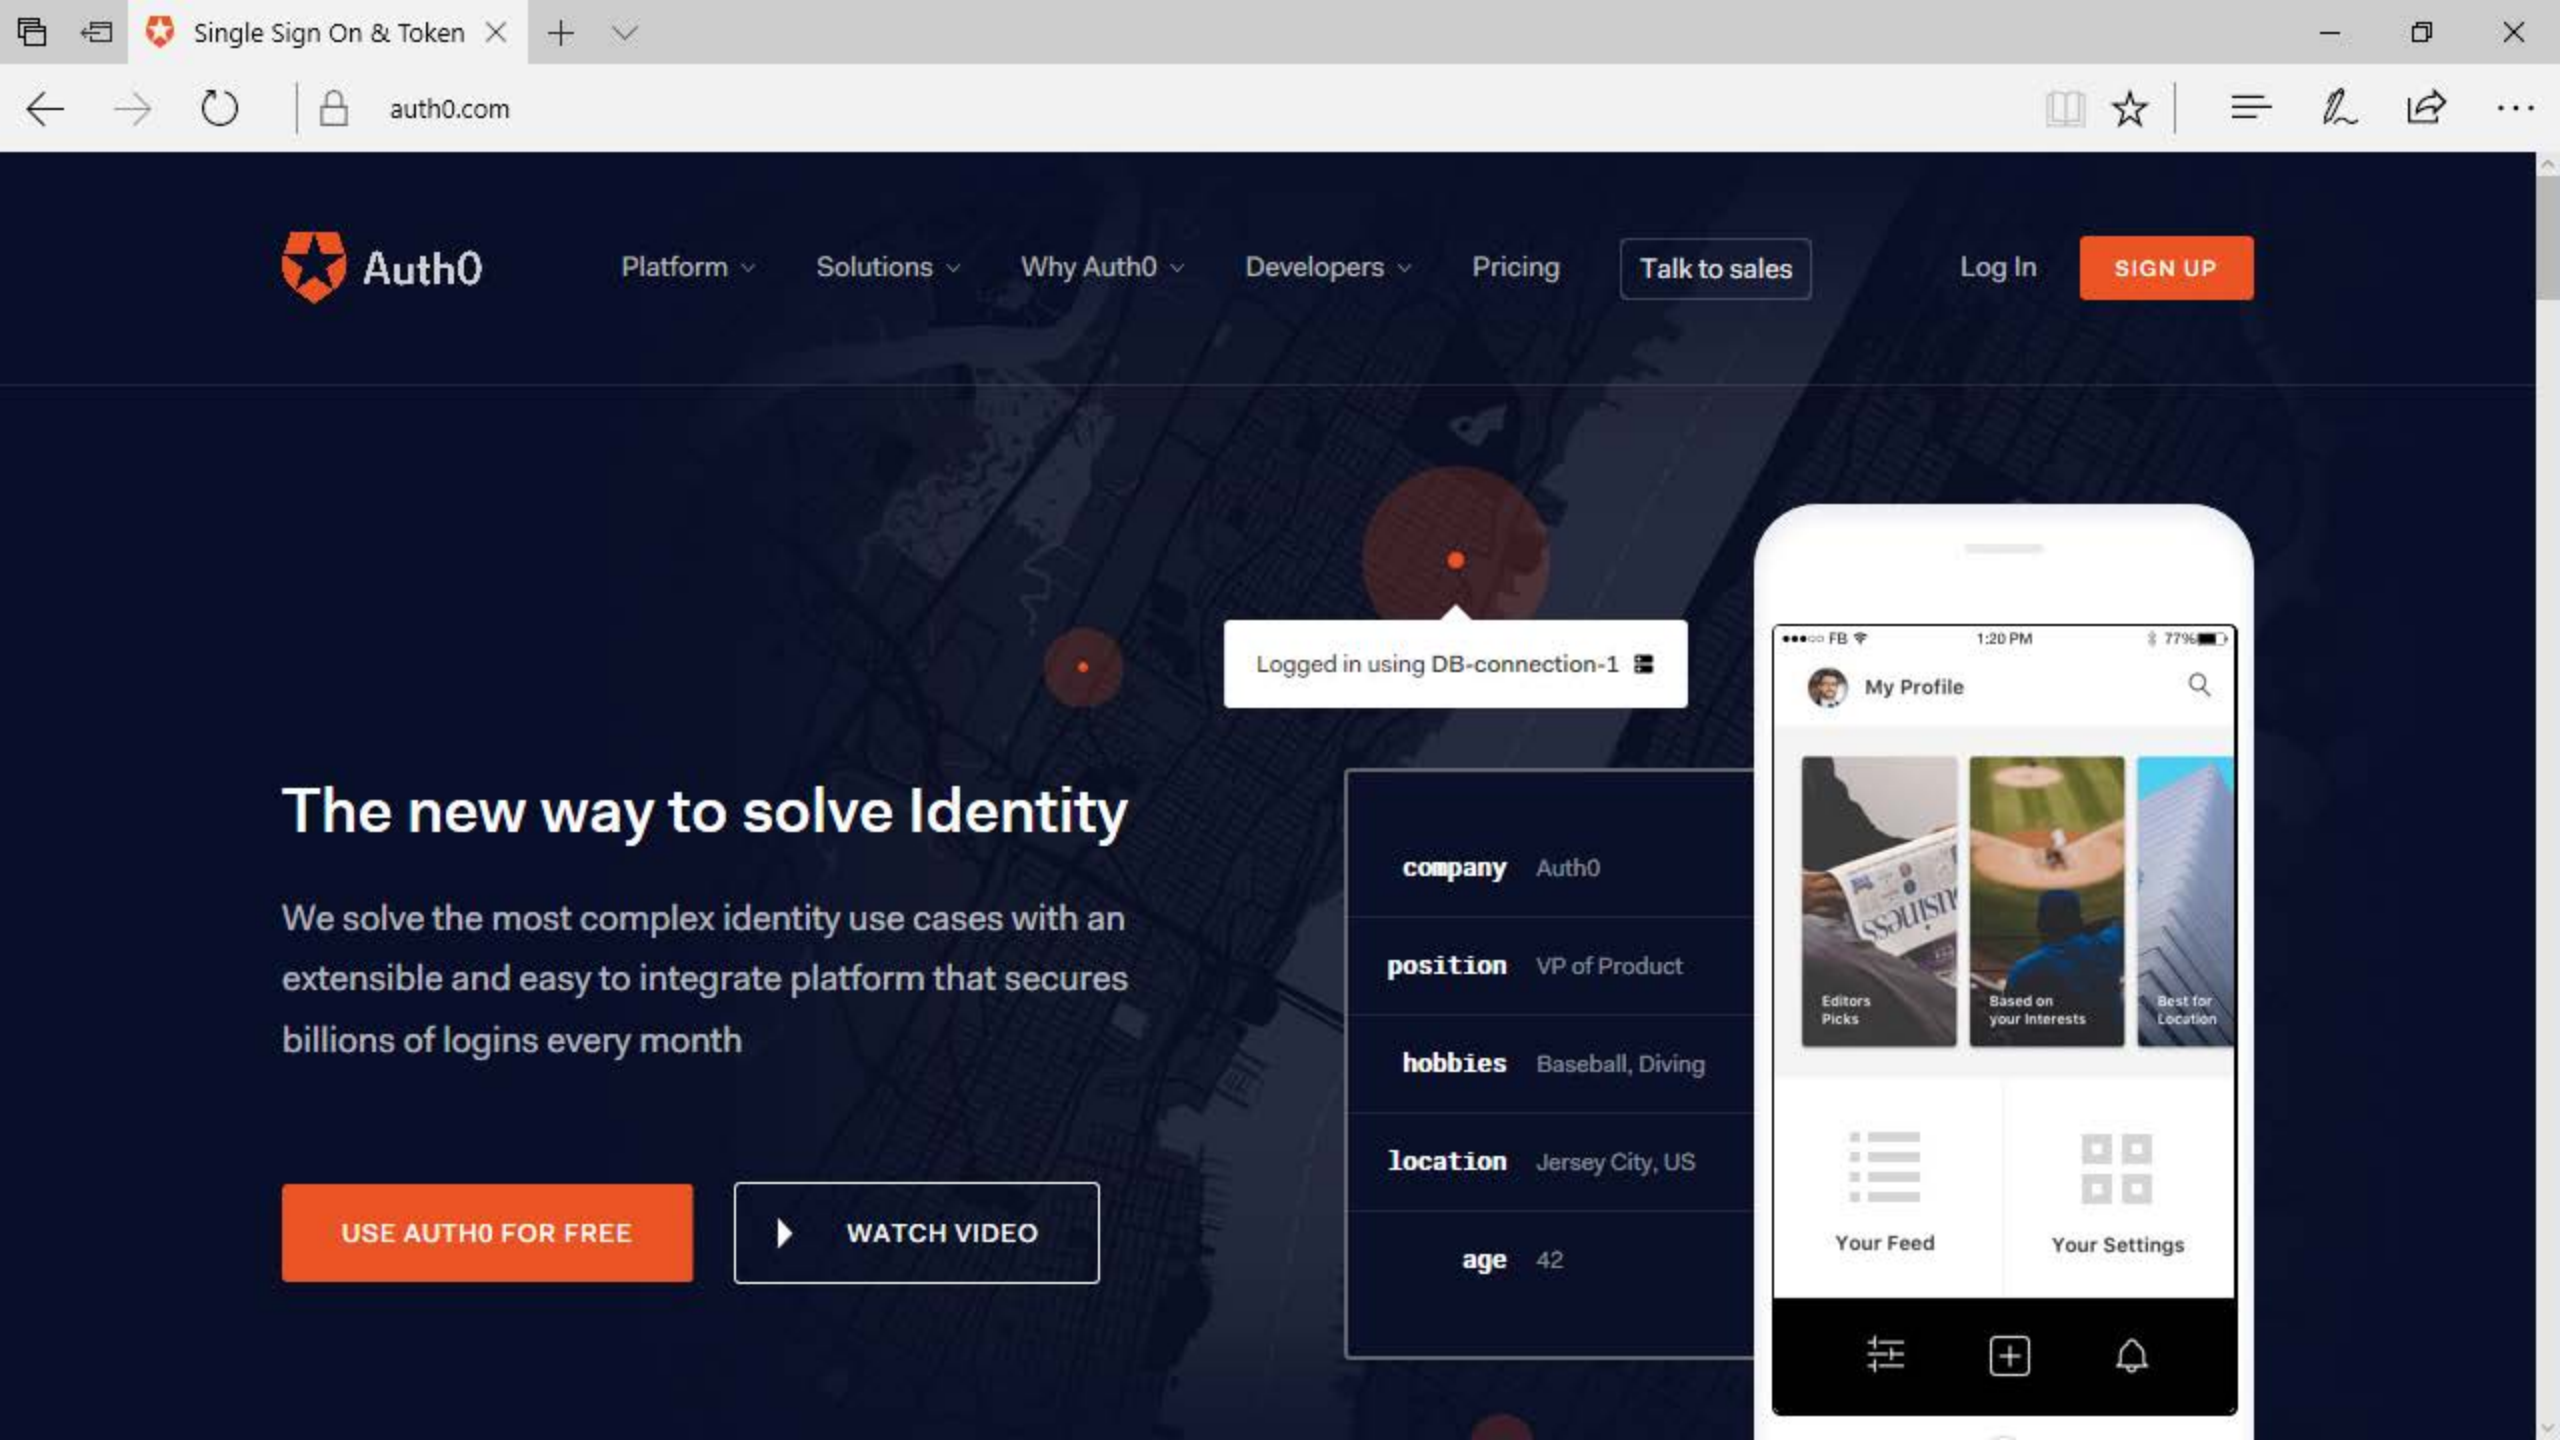 Single Sign On & Token
auth0.com
Auth0
Platform
Solutions
Why Auth0
Developers
Pricing
Talk to sales
Log In
SIGN UP
Logged in using DB-connection-1
The new way to solve Identity
We solve the most complex identity use cases with an
extensible and easy to integrate platform that secures
billions of logins every month
USE AUTH0 FOR FREE
WATCH VIDEO
company Auth0
position VP of Product
hobbies Baseball, Diving
location Jersey City, US
age 42
FB
1:20 PM
77%
My Profile
Editors
Picks
Based on
your Interests
Best for
Location
Your Feed
Your Settings